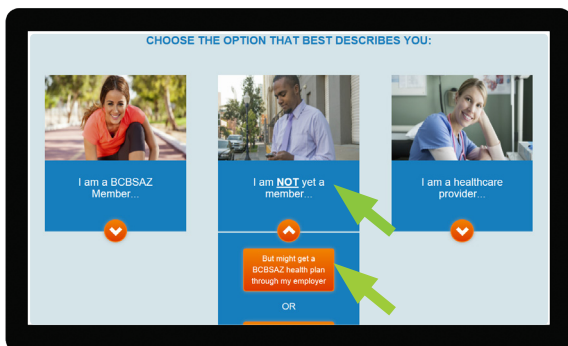 CHOOSE THE OPTION THAT BEST DESCRIBES YOU:
I am a BCBSAZ
Member...
I am NOT yet a
member...
I am a healthcare
provider...
But might get a
BCBSAZ health plan
through my employer
OR